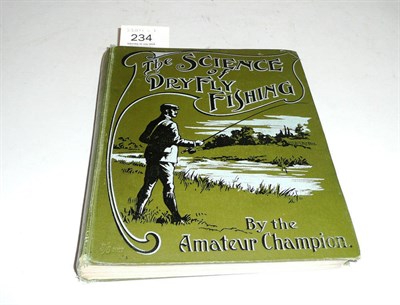 234
The Science
of
Dry Fly
Fishing
By the
Amateur Champion.